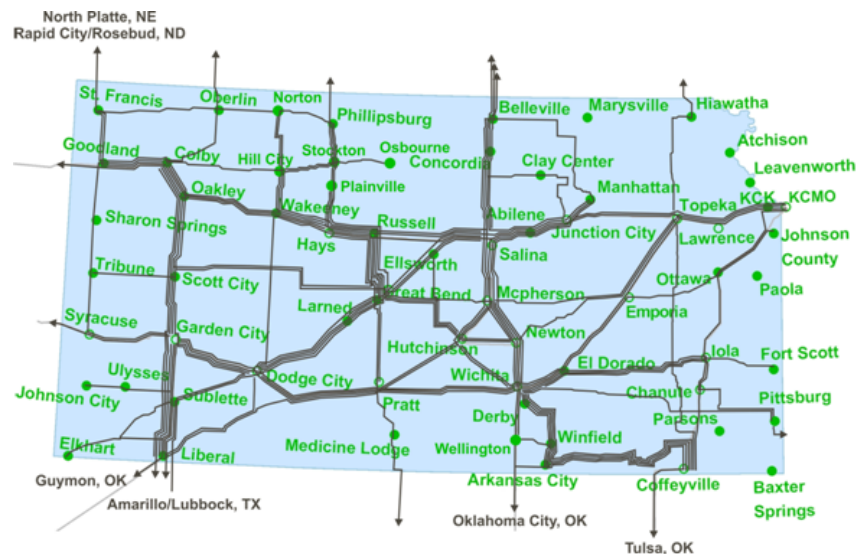 North Platte, NE
Rapid City/Rosebud, ND
St. Francis
Oberlin
Norton
Phillipsburg
Belleville
Marysville
Hiawatha
Goodland
Colby
Hill City
Stockton
Osbourne
Concordia
Clay Center
Atchison
Leavenworth
Oakley
Plainville
Manhattan
Sharon Springs
Wakeeney
Russell
Abilene
Topeka
KCK
KCMO
Hays
Junction City
Lawrence
Johnson
County
Salina
Ellsworth
Tribune
Scott City
Great Bend
Mcpherson
Ottawa
Paola
Larned
Emporia
Syracuse
Garden City
Hutchinson
Newton
Iola
Fort Scott
Ulysses
Dodge City
Wichita
El Dorado
Johnson City
Sublette
Pratt
Derby
Chanute
Pittsburg
Parsons
Elkhart
Liberal
Medicine Lodge
Wellington
Winfield
Arkansas City
Coffeyville
Baxter
Springs
Guymon, OK
Amarillo/Lubbock, TX
Oklahoma City, OK
Tulsa, OK